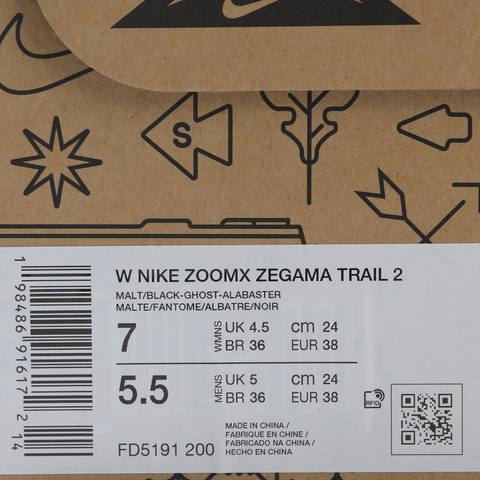 S
W NIKE ZOOMX ZEGAMA TRAIL 2
MALT/BLACK-GHOST-ALABASTER
MALTE/FANTOME/ALBATRE/NOIR
7 WMNS UK 4.5 cm 24
BR 36 EUR 38
5.5 MENS UK 5 cm 24
BR 36 EUR 38
RFID
MADE IN CHINA /
FABRIQUE EN CHINE /
FABRICADO NA CHINA /
HECHO EN CHINA
FD5191 200
1 98486 91617 2 14